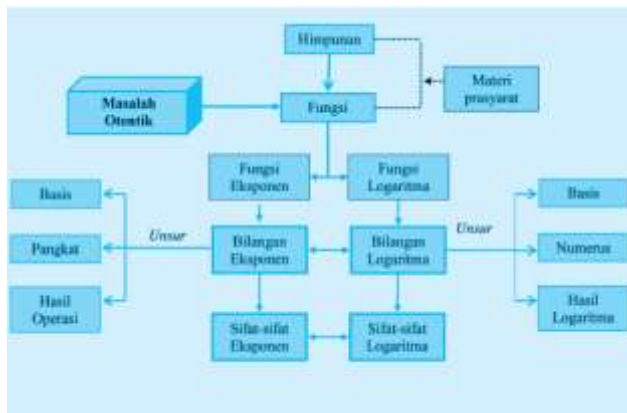 Himpunan
Materi
prasyarat
Masalah
Otentik
Fungsi
Fungsi
Eksponen
Fungsi
Logaritma
Basis
Pangkat
Hasil
Operasi
Unsur
Bilangan
Eksponen
Bilangan
Logaritma
Unsur
Basis
Numerus
Hasil
Logaritma
Sifat-sifat
Eksponen
Sifat-sifat
Logaritma